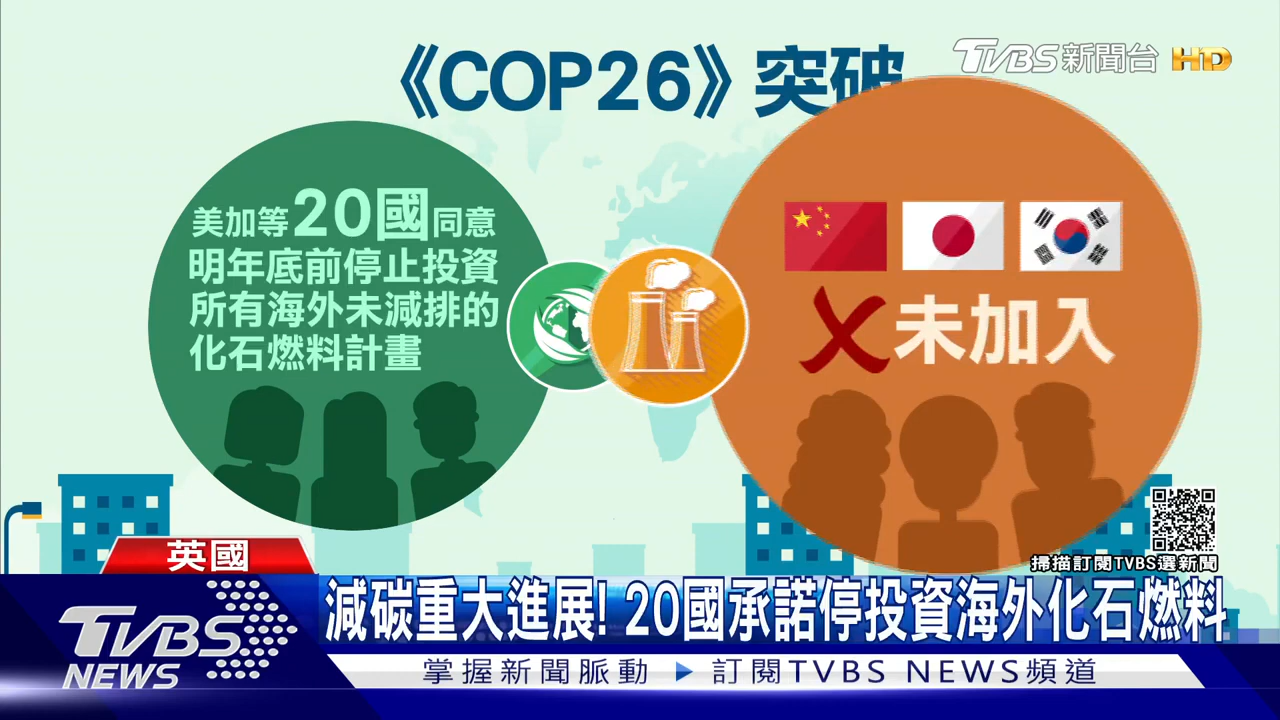 《COP26》突破
TVBS新聞台 HD
美加等20國同意
明年底前停止投資
所有海外未減排的
化石燃料計畫
未加入
掃描訂閱TVBS選新聞
英國
減碳重大進展! 20國承諾停投資海外化石燃料
TVBS
NEWS
掌握新聞脈動 ▶ 訂閱TVBS NEWS頻道